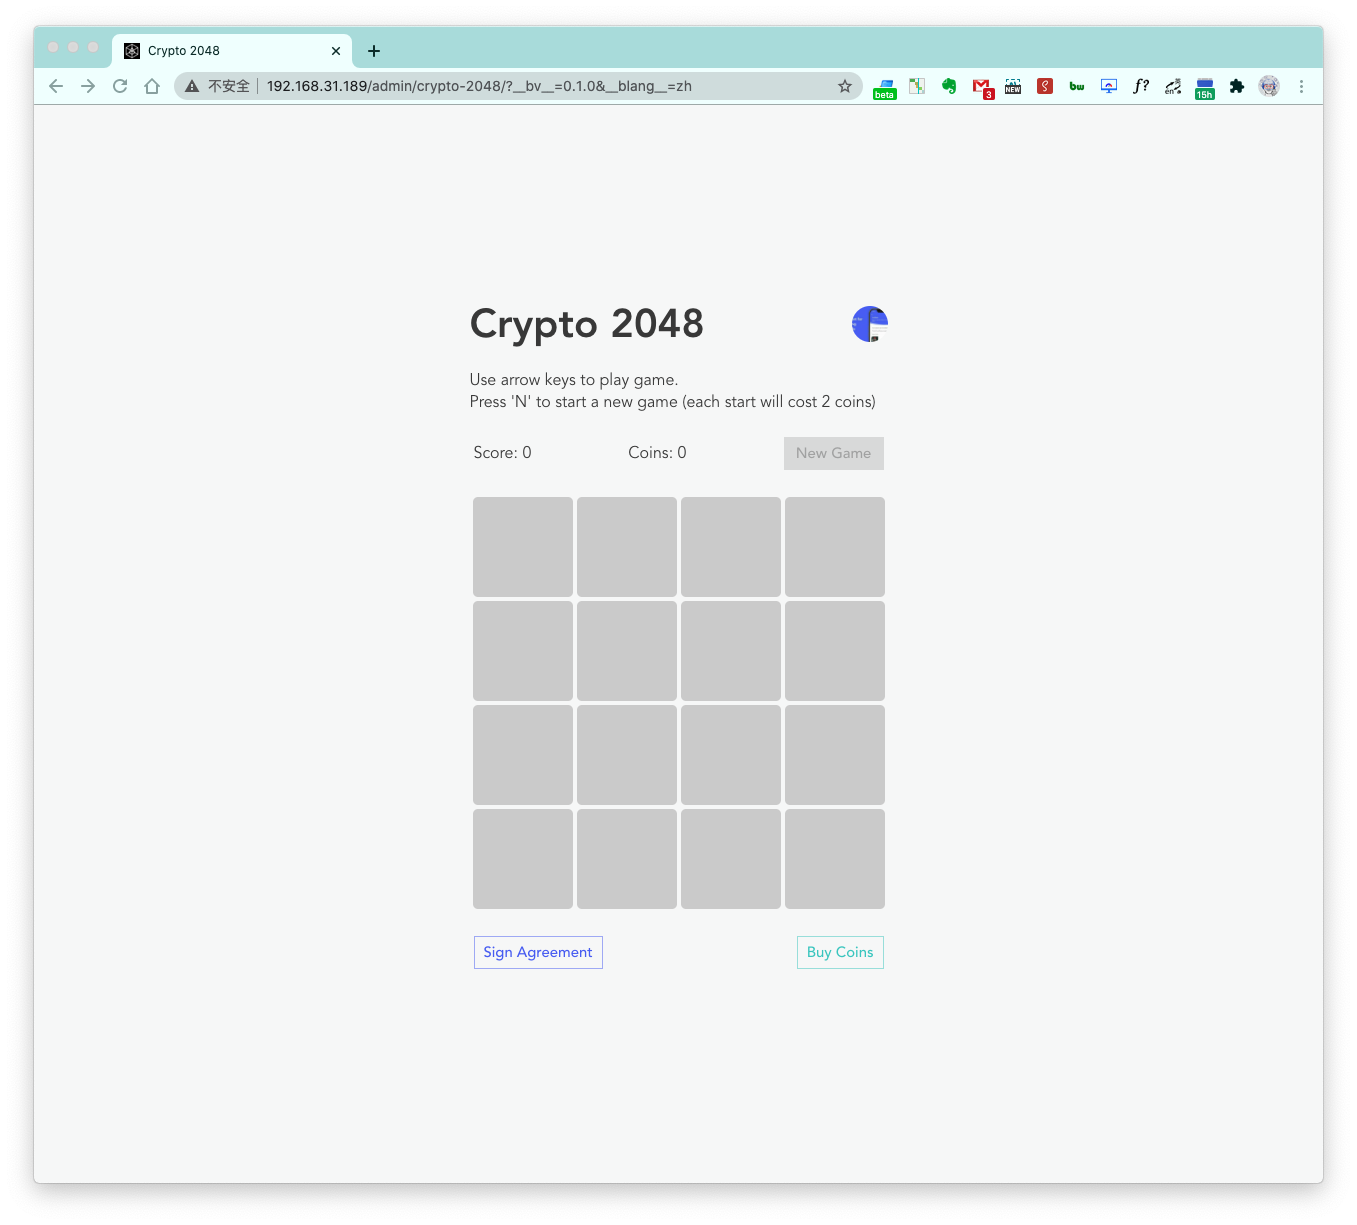 Crypto 2048
不安全
192.168.31.189/admin/crypto-2048/?__bv__=0.1.0&__blang__=zh
beta
3
NEW
bw
f?
en
15h
Crypto 2048
Use arrow keys to play game.
Press 'N' to start a new game (each start will cost 2 coins)
Score: 0
Coins: 0
New Game
Sign Agreement
Buy Coins